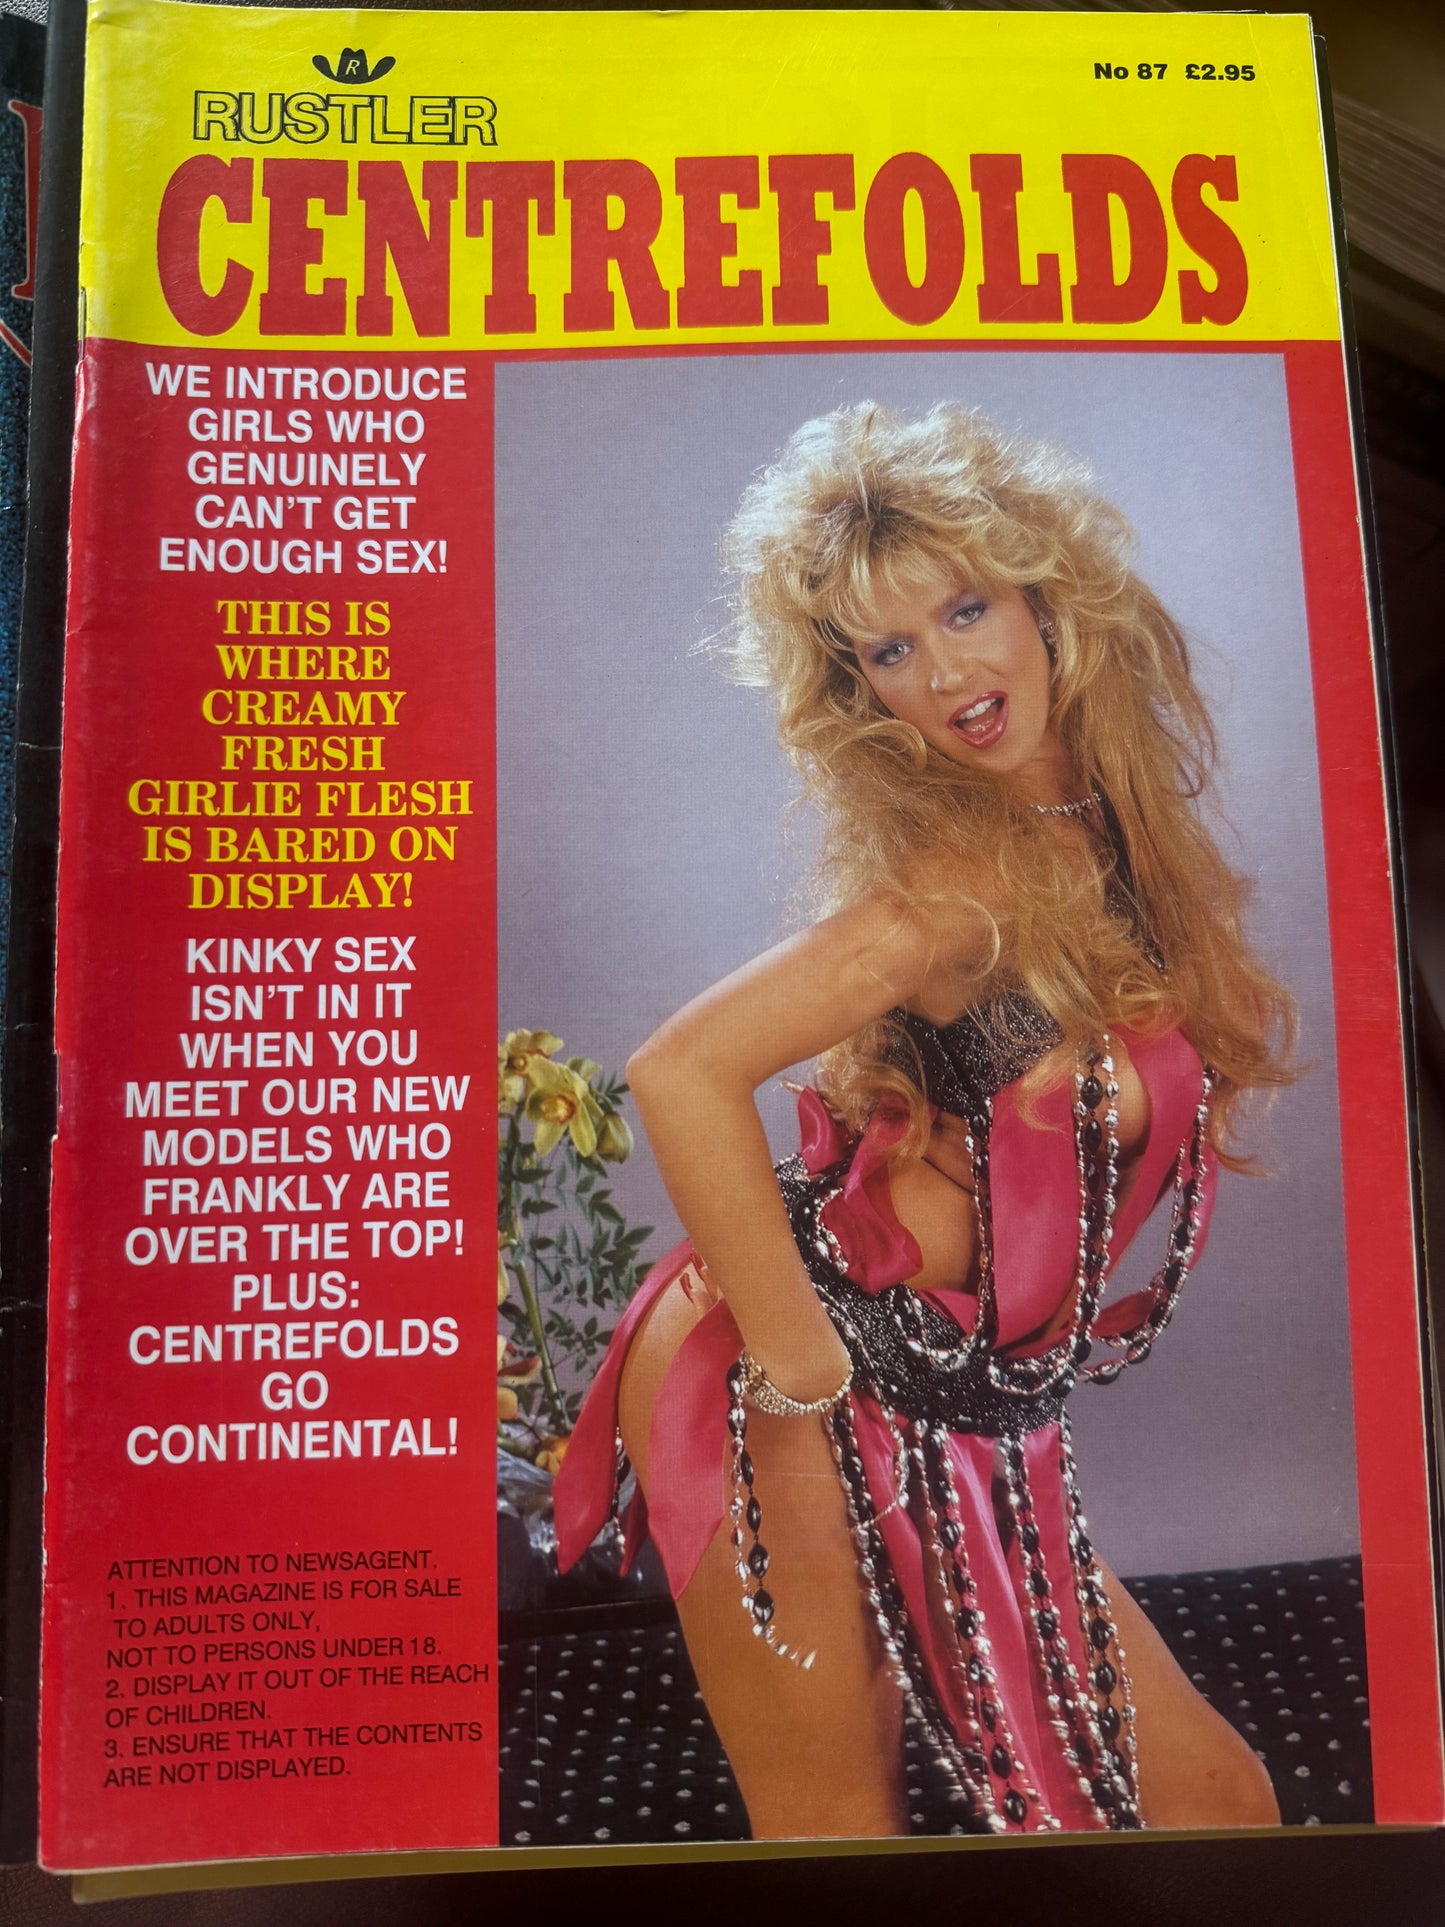 R
RUSTLER
No 87 £2.95
CENTREFOLDS
WE INTRODUCE
GIRLS WHO
GENUINELY
CAN'T GET
ENOUGH SEX!
THIS IS
WHERE
CREAMY
FRESH
GIRLIE FLESH
IS BARED ON
DISPLAY!
KINKY SEX
ISN'T IN IT
WHEN YOU
MEET OUR NEW
MODELS WHO
FRANKLY ARE
OVER THE TOP!
PLUS:
CENTREFOLDS
GO
CONTINENTAL!
ATTENTION TO NEWSAGENT.
1. THIS MAGAZINE IS FOR SALE
TO ADULTS ONLY,
NOT TO PERSONS UNDER 18.
2. DISPLAY IT OUT OF THE REACH
OF CHILDREN.
3. ENSURE THAT THE CONTENTS
ARE NOT DISPLAYED.